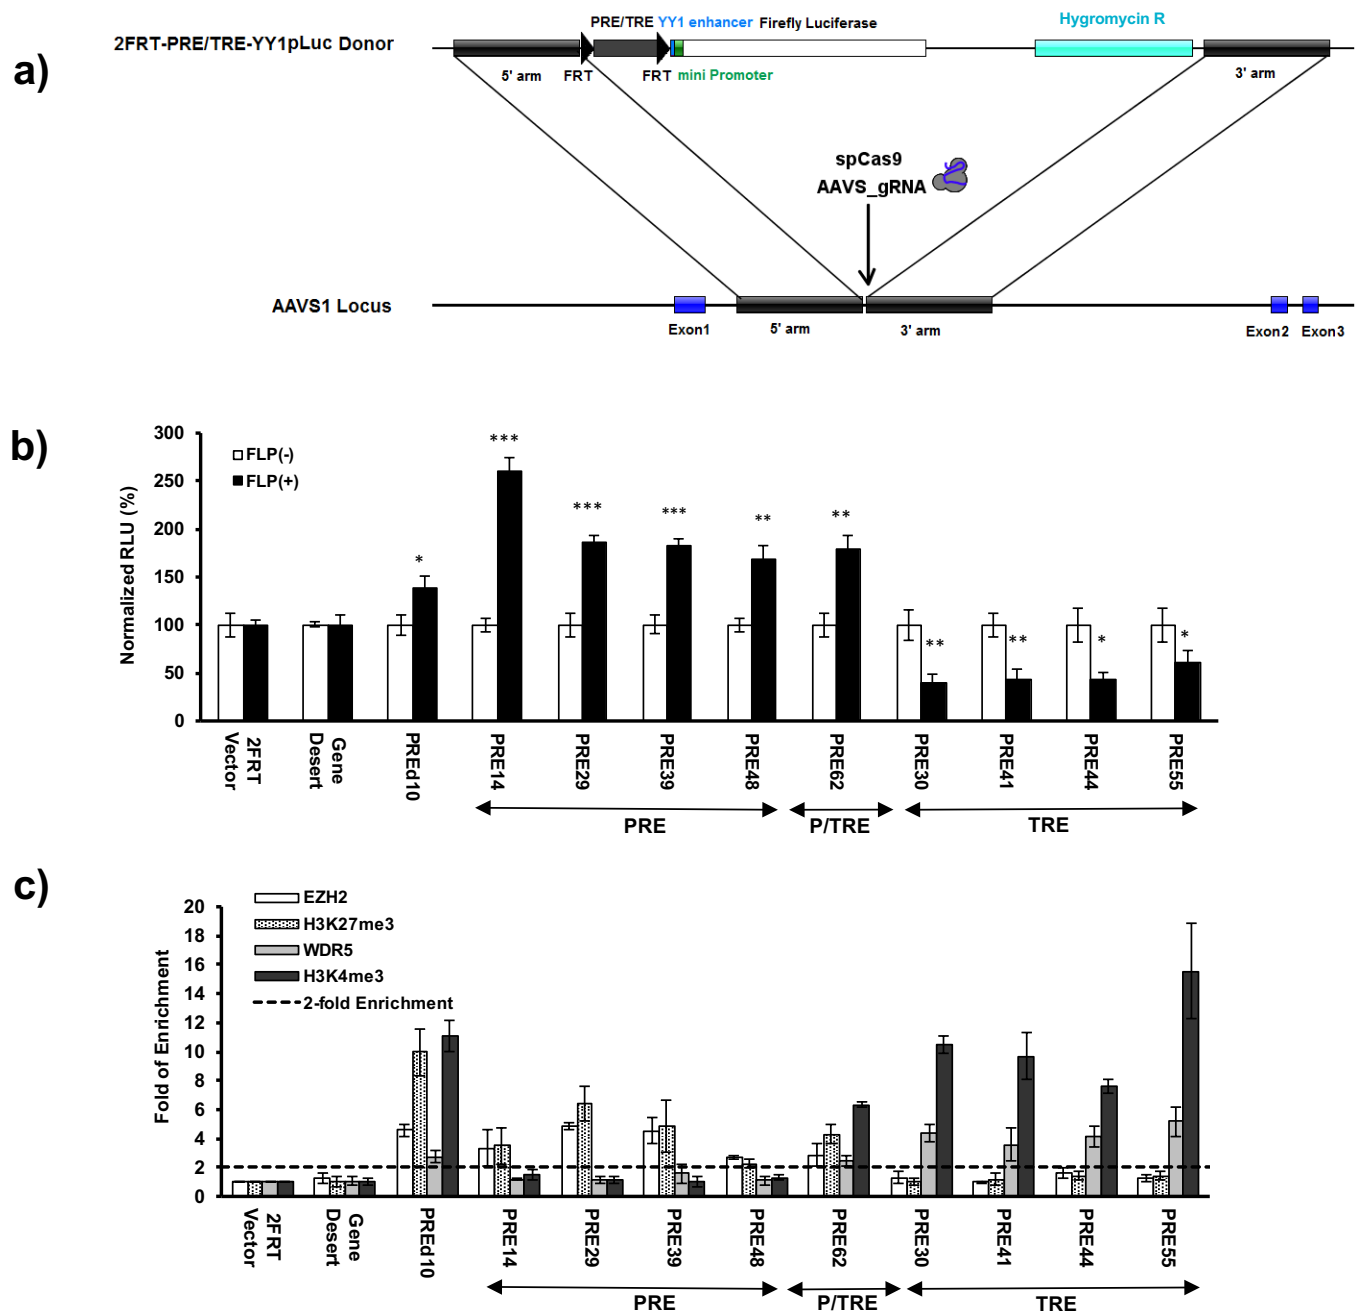 a)
2FRT-PRE/TRE-YY1pLuc Donor
PRE/TRE YY1 enhancer Firefly Luciferase
Hygromycin R
5' arm
FRT
FRT mini Promoter
3' arm
spCas9
AAVS_gRNA
AAVS1 Locus
Exon1
5' arm
3' arm
Exon2
Exon3
b)
Normalized RLU (%)
300
250
200
150
100
50
0
FLP(-)
FLP(+)
*
***
***
***
**
**
**
**
*
*
2FRT
Vector
Gene
Desert
PREd10
PRE14
PRE29
PRE39
PRE48
PRE62
PRE30
PRE41
PRE44
PRE55
PRE
P/TRE
TRE
c)
Fold of Enrichment
20
18
16
14
12
10
8
6
4
2
0
EZH2
H3K27me3
WDR5
H3K4me3
2-fold Enrichment
2FRT
Vector
Gene
Desert
PREd10
PRE14
PRE29
PRE39
PRE48
PRE62
PRE30
PRE41
PRE44
PRE55
PRE
P/TRE
TRE